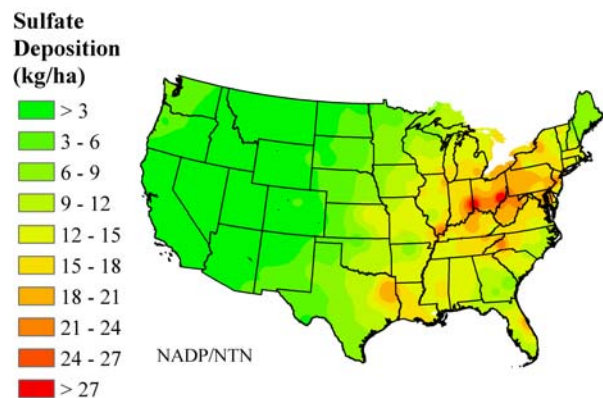 Sulfate
Deposition
(kg/ha)
> 3
3 - 6
6 - 9
9 - 12
12 - 15
15 - 18
18 - 21
21 - 24
24 - 27
> 27
NADP/NTN